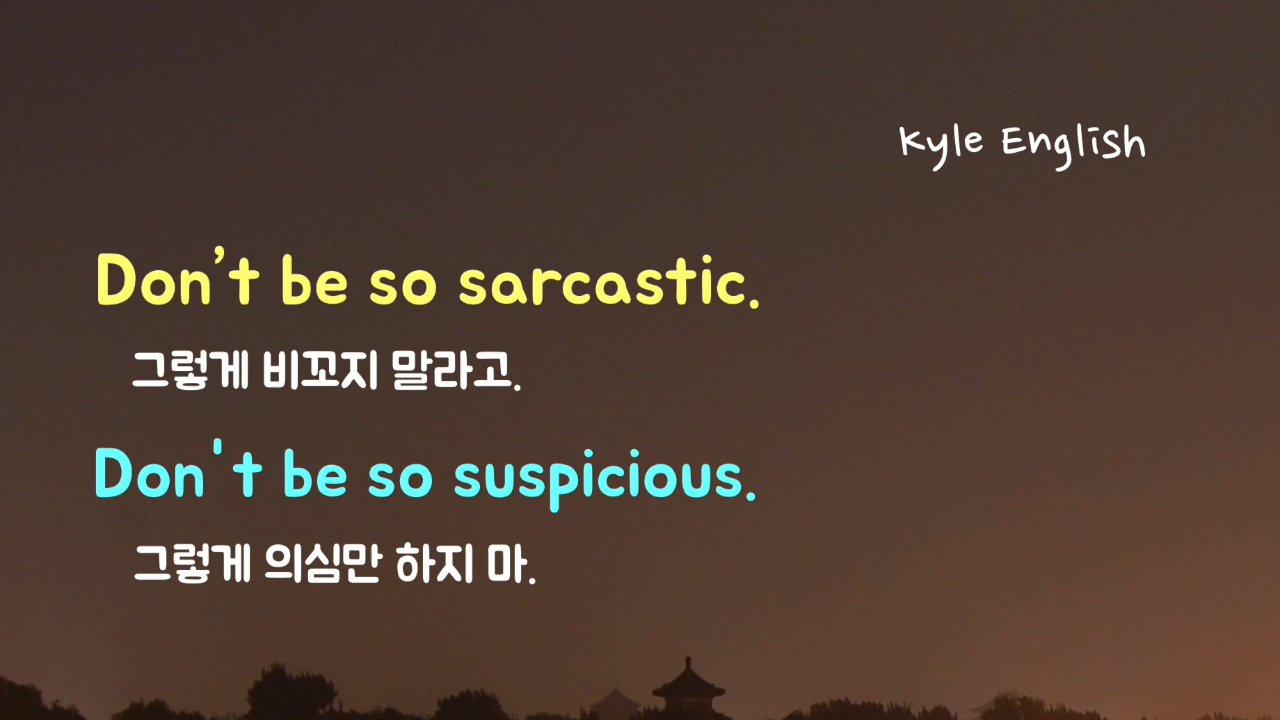 Kyle English
Don’t be so sarcastic.
그렇게 비꼬지 말라고.
Don't be so suspicious.
그렇게 의심만 하지 마.